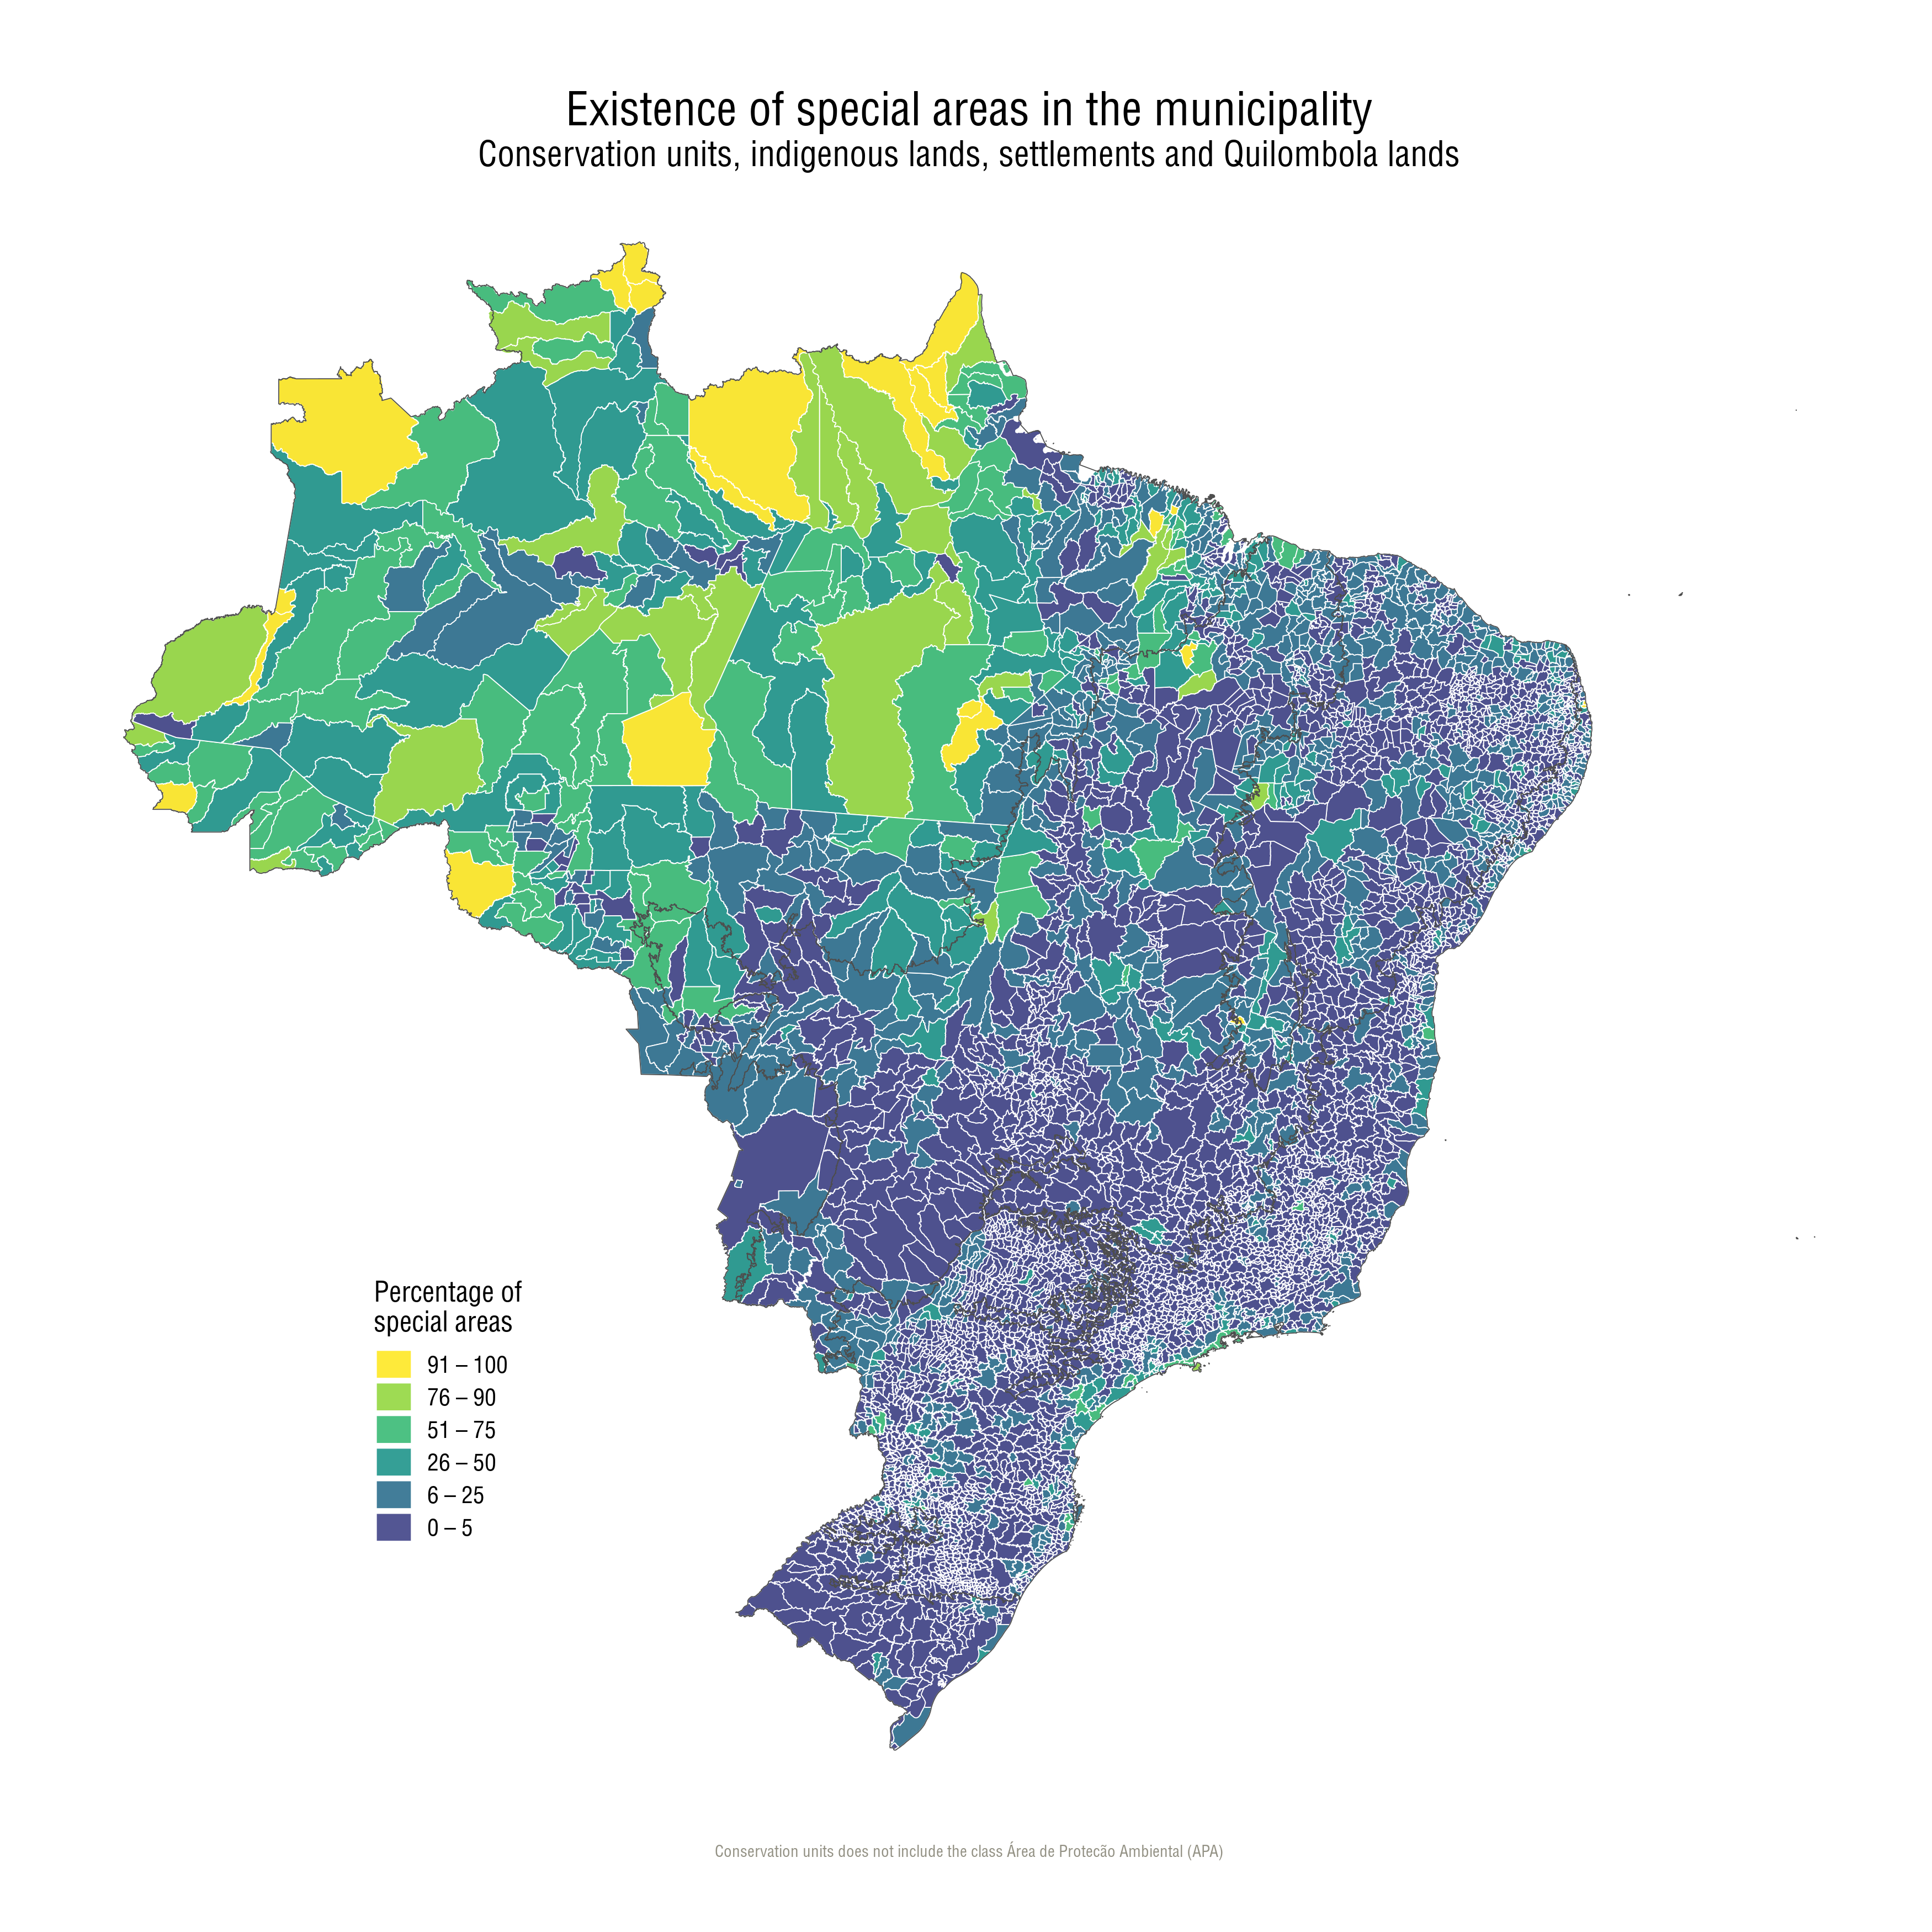 Existence of special areas in the municipality
Conservation units, indigenous lands, settlements and Quilombola lands
Percentage of
special areas
91 – 100
76 – 90
51 – 75
26 – 50
6 – 25
0 – 5
Conservation units does not include the class Área de Protecão Ambiental (APA)